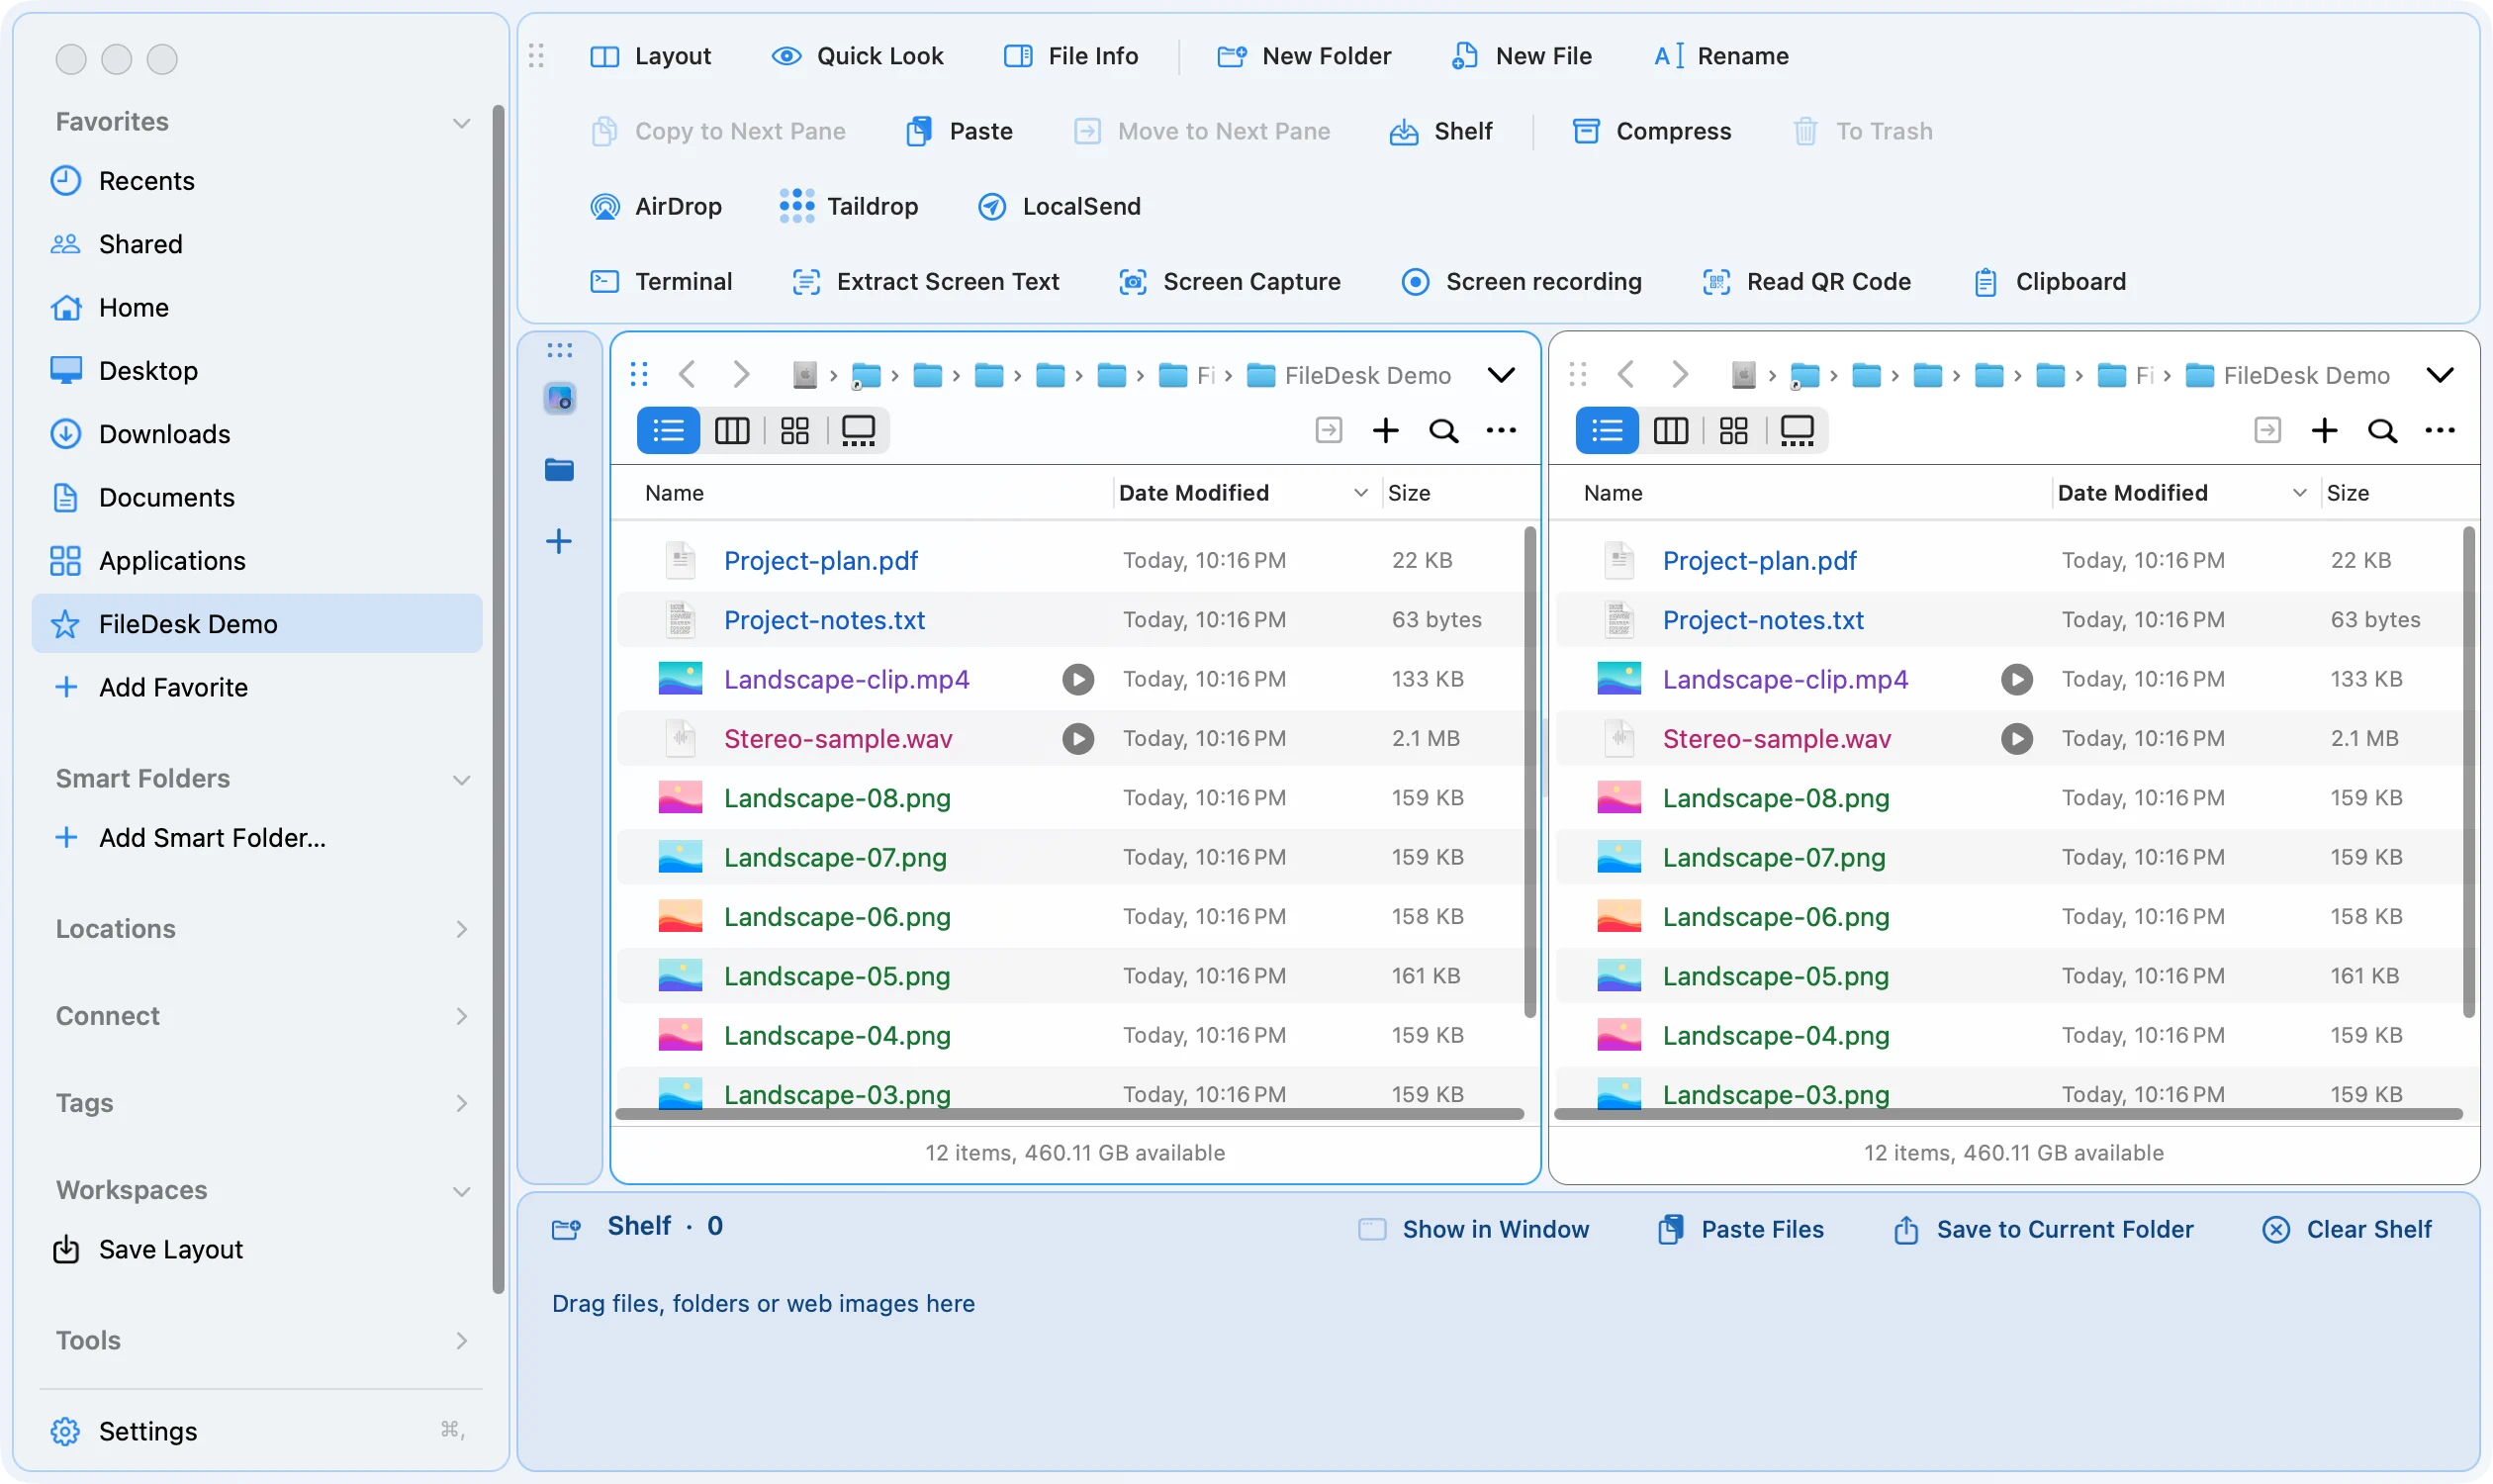 Favorites
Recents
Shared
Home
Desktop
Downloads
Documents
Applications
FileDesk Demo
Add Favorite
Smart Folders
Add Smart Folder...
Locations
Connect
Tags
Workspaces
Save Layout
Tools
Settings ⌘,
Layout Quick Look File Info New Folder New File Rename
Copy to Next Pane Paste Move to Next Pane Shelf Compress To Trash
AirDrop Taildrop LocalSend
Terminal Extract Screen Text Screen Capture Screen recording Read QR Code Clipboard
Fi FileDesk Demo
Name Date Modified Size
Project-plan.pdf Today, 10:16 PM 22 KB
Project-notes.txt Today, 10:16 PM 63 bytes
Landscape-clip.mp4 Today, 10:16 PM 133 KB
Stereo-sample.wav Today, 10:16 PM 2.1 MB
Landscape-08.png Today, 10:16 PM 159 KB
Landscape-07.png Today, 10:16 PM 159 KB
Landscape-06.png Today, 10:16 PM 158 KB
Landscape-05.png Today, 10:16 PM 161 KB
Landscape-04.png Today, 10:16 PM 159 KB
Landscape-03.png Today, 10:16 PM 159 KB
12 items, 460.11 GB available
Fi FileDesk Demo
Name Date Modified Size
Project-plan.pdf Today, 10:16 PM 22 KB
Project-notes.txt Today, 10:16 PM 63 bytes
Landscape-clip.mp4 Today, 10:16 PM 133 KB
Stereo-sample.wav Today, 10:16 PM 2.1 MB
Landscape-08.png Today, 10:16 PM 159 KB
Landscape-07.png Today, 10:16 PM 159 KB
Landscape-06.png Today, 10:16 PM 158 KB
Landscape-05.png Today, 10:16 PM 161 KB
Landscape-04.png Today, 10:16 PM 159 KB
Landscape-03.png Today, 10:16 PM 159 KB
12 items, 460.11 GB available
Shelf · 0 Show in Window Paste Files Save to Current Folder Clear Shelf
Drag files, folders or web images here